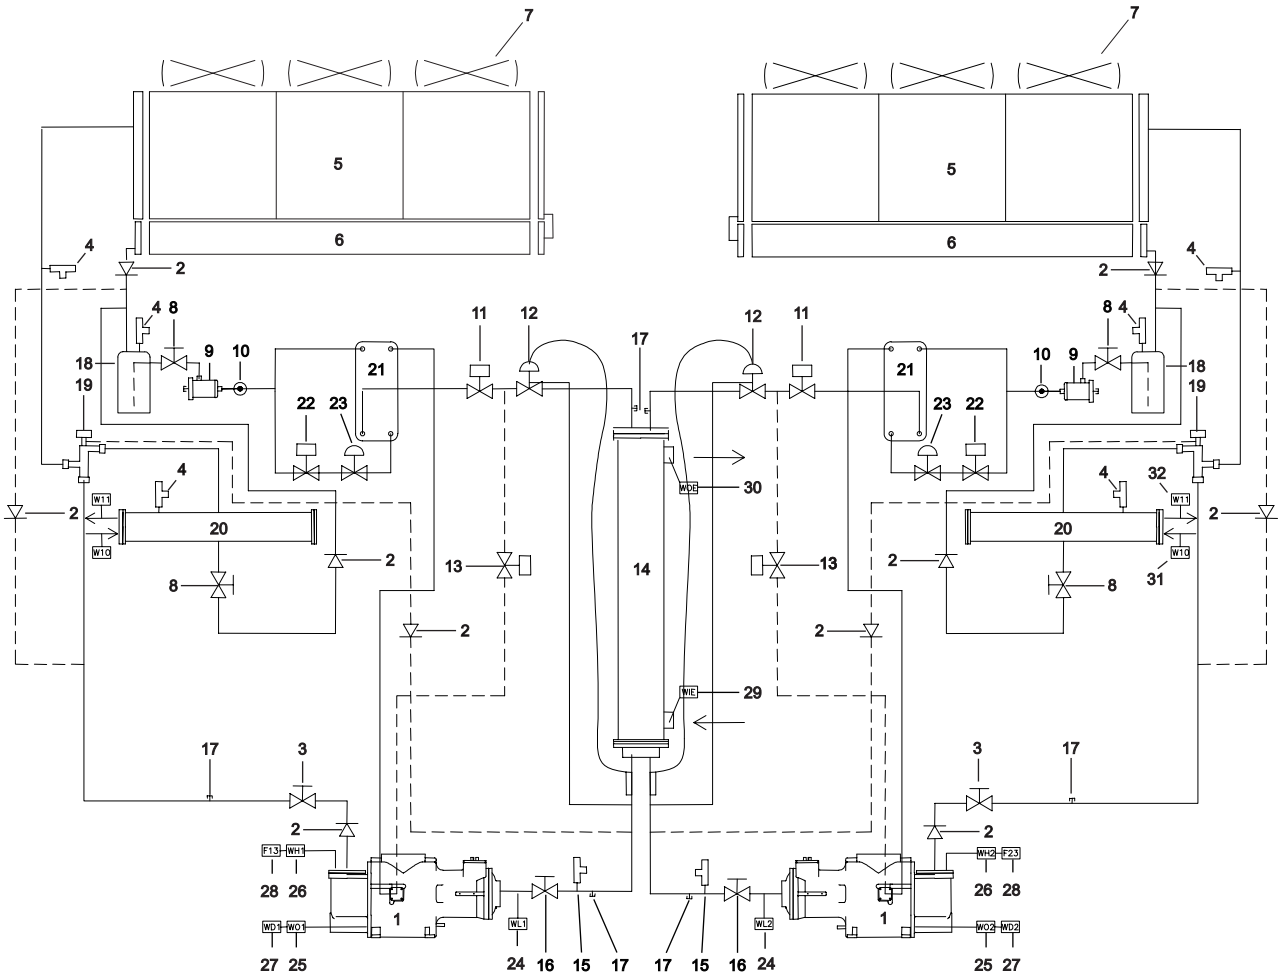 7 7
5 5
6 6
4 2 2 4
4 8 11 12 17 12 11 8 4
18 9 10 21 21 10 9 18
19 22 23 23 22 19
4 WOE 30 4 32
W11 2 20 20 W11 2
W10 2 2 W10
8 13 14 13 8 31
2 2
WIE 29
17 3 3 17
2 2
F13 WH1 WH2 F23
28 26 26 28
1 1
WD1 WO1 WL1 WL2 WO2 WD2
27 25 24 16 15 17 17 15 16 24 25 27